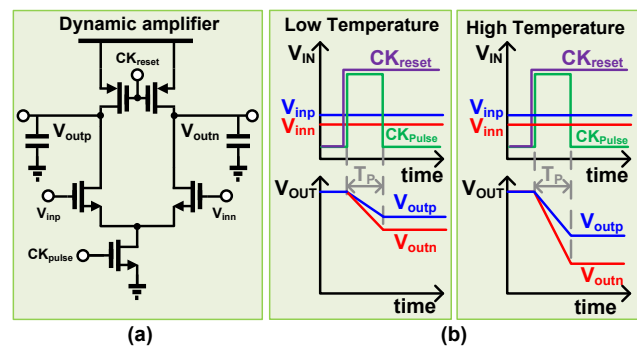 Dynamic amplifier
CKreset
Voutp
Voutn
Vinp
Vinn
CKpulse
(a)
Low Temperature
VIN
CKreset
Vinp
Vinn
CKPulse
TP
VOUT
Voutp
Voutn
time
time
High Temperature
VIN
CKreset
Vinp
Vinn
CKPulse
TP
VOUT
Voutp
Voutn
time
time
(b)